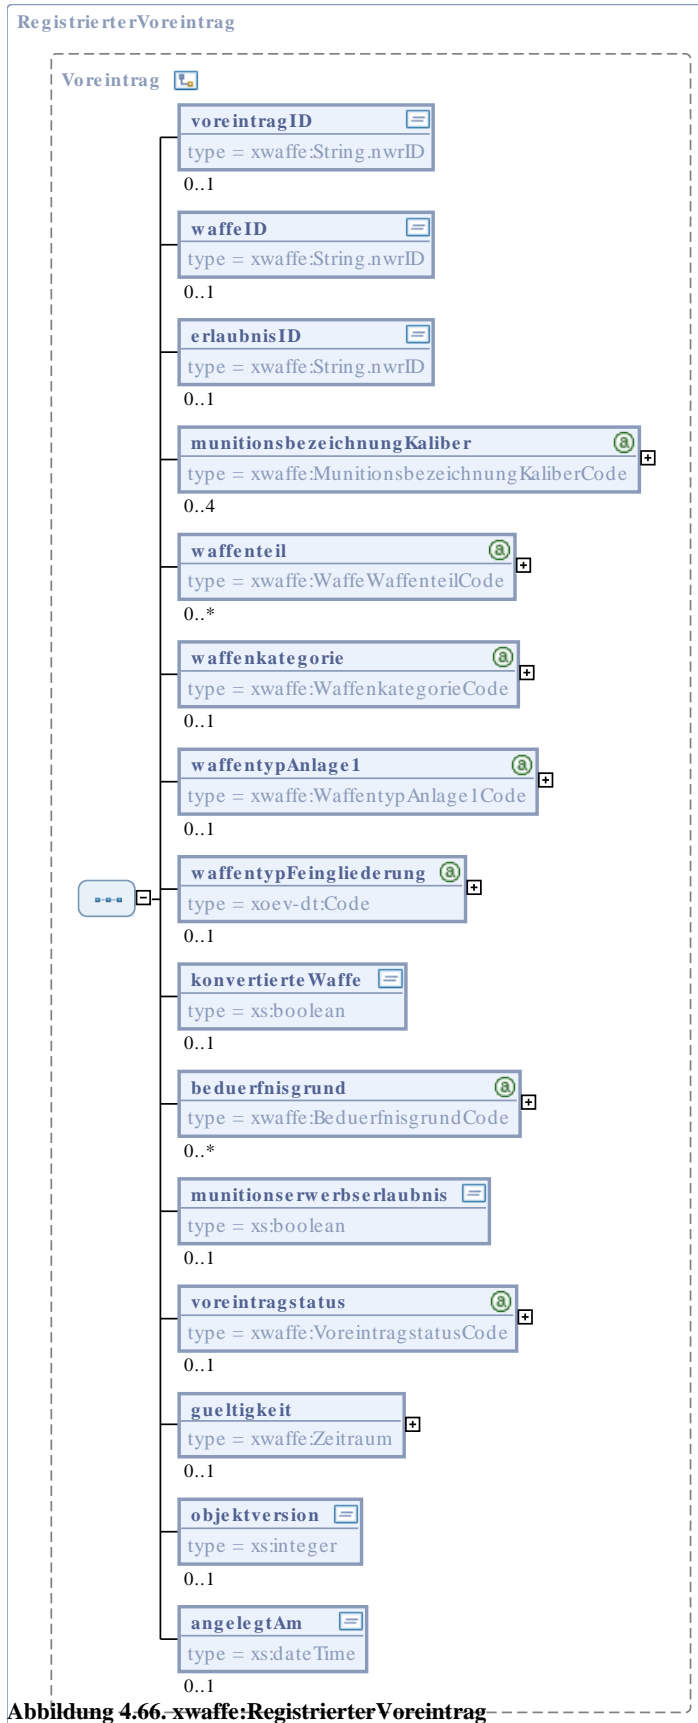 RegistrierterVoreintrag
Voreintrag
voreintragID
type = xwaffe:String.nwrID
0..1
waffeID
type = xwaffe:String.nwrID
0..1
erlaubnisID
type = xwaffe:String.nwrID
0..1
munitionsbezeichnungKaliber
type = xwaffe:MunitionsbezeichnungKaliberCode
0..4
waffenteil
type = xwaffe:WaffeWaffenteilCode
0..*
waffenkategorie
type = xwaffe:WaffenkategorieCode
0..1
waffentypAnlage1
type = xwaffe:WaffentypAnlage1Code
0..1
waffentypFeingliederung
type = xoev-dt:Code
0..1
konvertierteWaffe
type = xs:boolean
0..1
beduerfnisgrund
type = xwaffe:BeduerfnisgrundCode
0..*
munitionserwerbserlaubnis
type = xs:boolean
0..1
voreintragstatus
type = xwaffe:VoreintragstatusCode
0..1
gueltigkeit
type = xwaffe:Zeitraum
0..1
objektversion
type = xs:integer
0..1
angelegtAm
type = xs:dateTime
0..1
Abbildung 4.66. xwaffe:RegistrierterVoreintrag